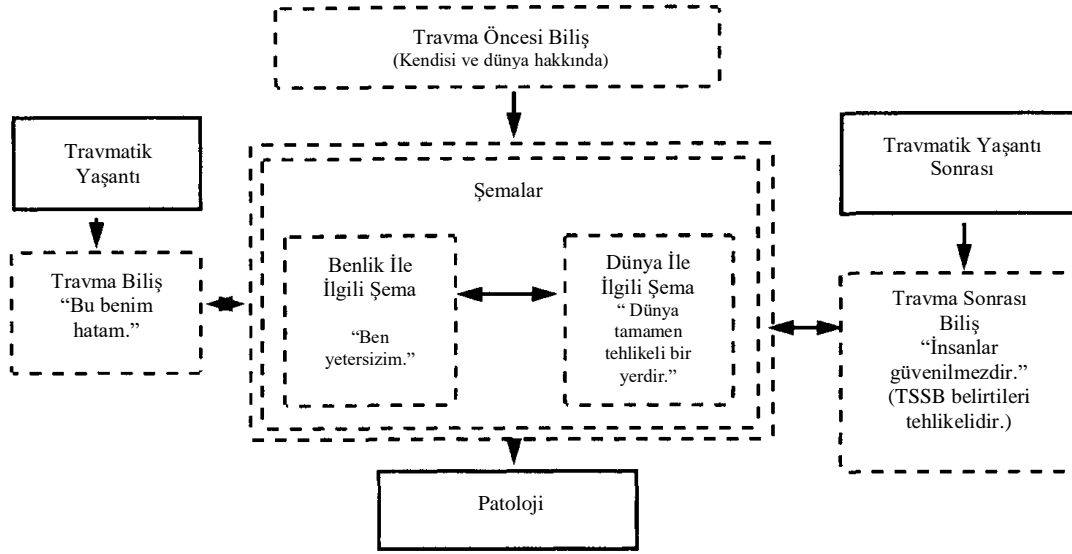 Travma Öncesi Biliş
(Kendisi ve dünya hakkında)
Travmatik
Yaşantı
Travmatik Yaşantı
Sonrası
Şemalar
Travma Biliş
“Bu benim
hatam.”
Benlik İle
İlgili Şema
“Ben
yetersizim.”
Dünya İle
İlgili Şema
“ Dünya
tamamen
tehlikeli bir
yerdir.”
Travma Sonrası
Biliş
“İnsanlar
güvenilmezdir.”
(TSSB belirtileri
tehlikelidir.)
Patoloji